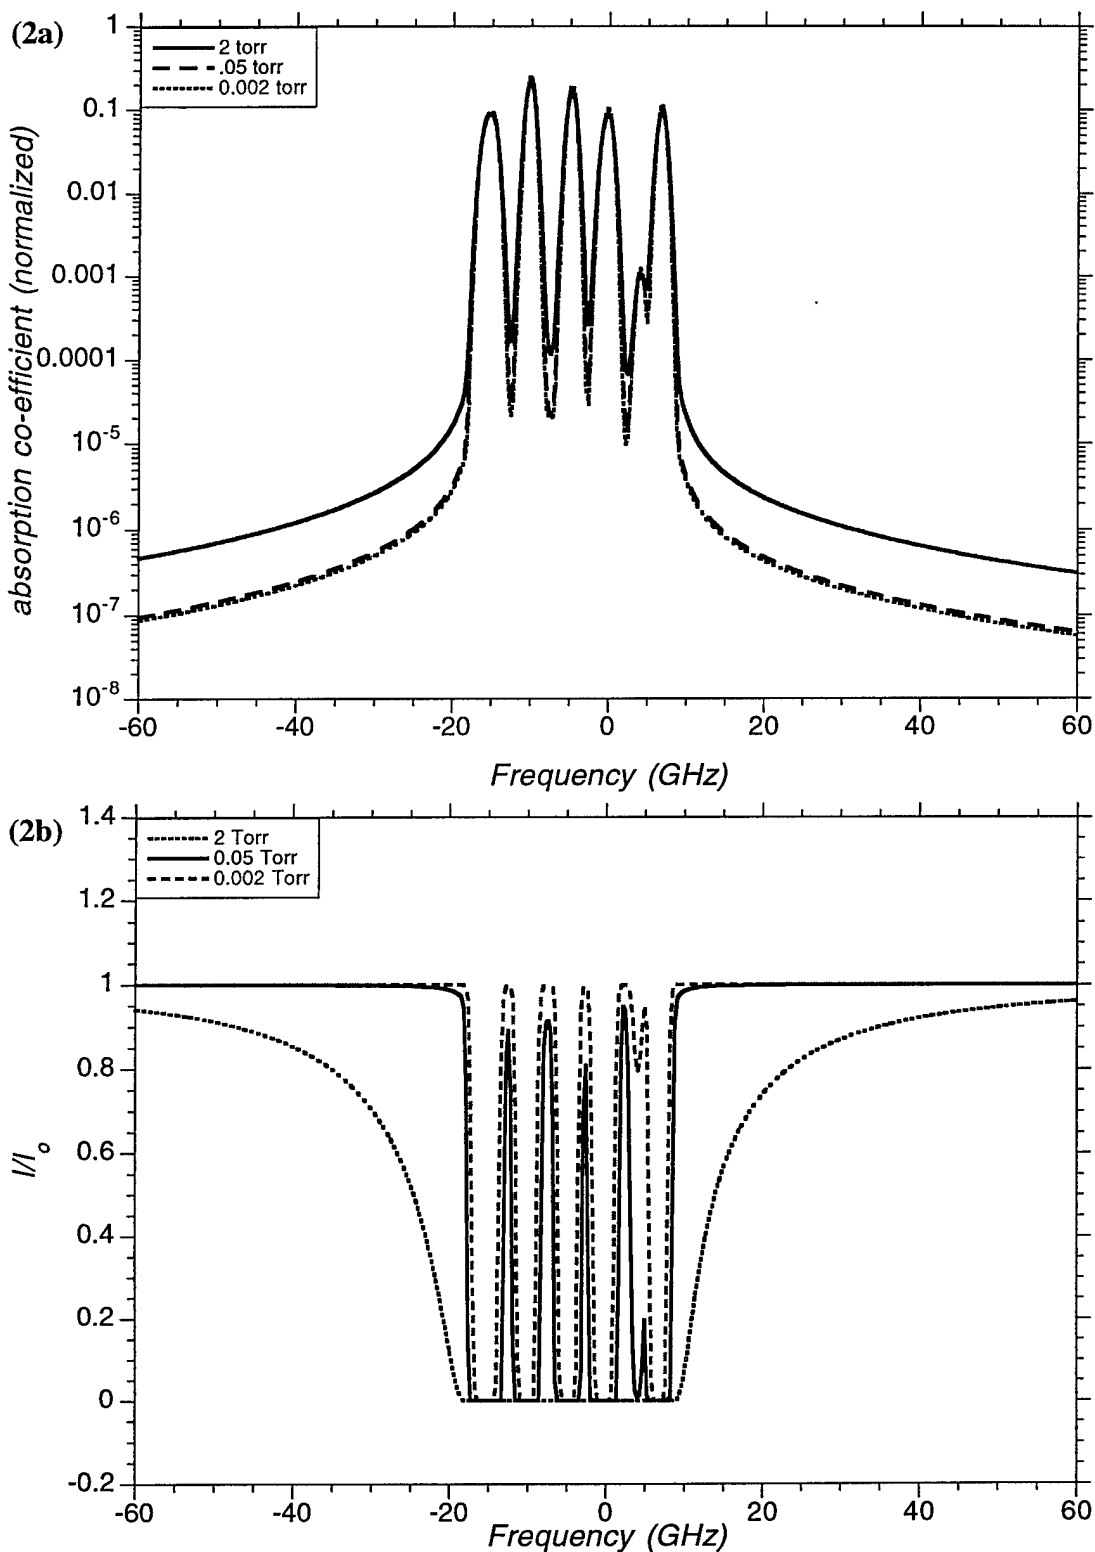 (2a)
2 torr
.05 torr
0.002 torr
absorption co-efficient (normalized)
1
0.1
0.01
0.001
0.0001
10^-5
10^-6
10^-7
10^-8
-60
-40
-20
0
20
40
60
Frequency (GHz)
(2b)
2 Torr
0.05 Torr
0.002 Torr
I/I_o
1.4
1.2
1
0.8
0.6
0.4
0.2
0
-0.2
-60
-40
-20
0
20
40
60
Frequency (GHz)